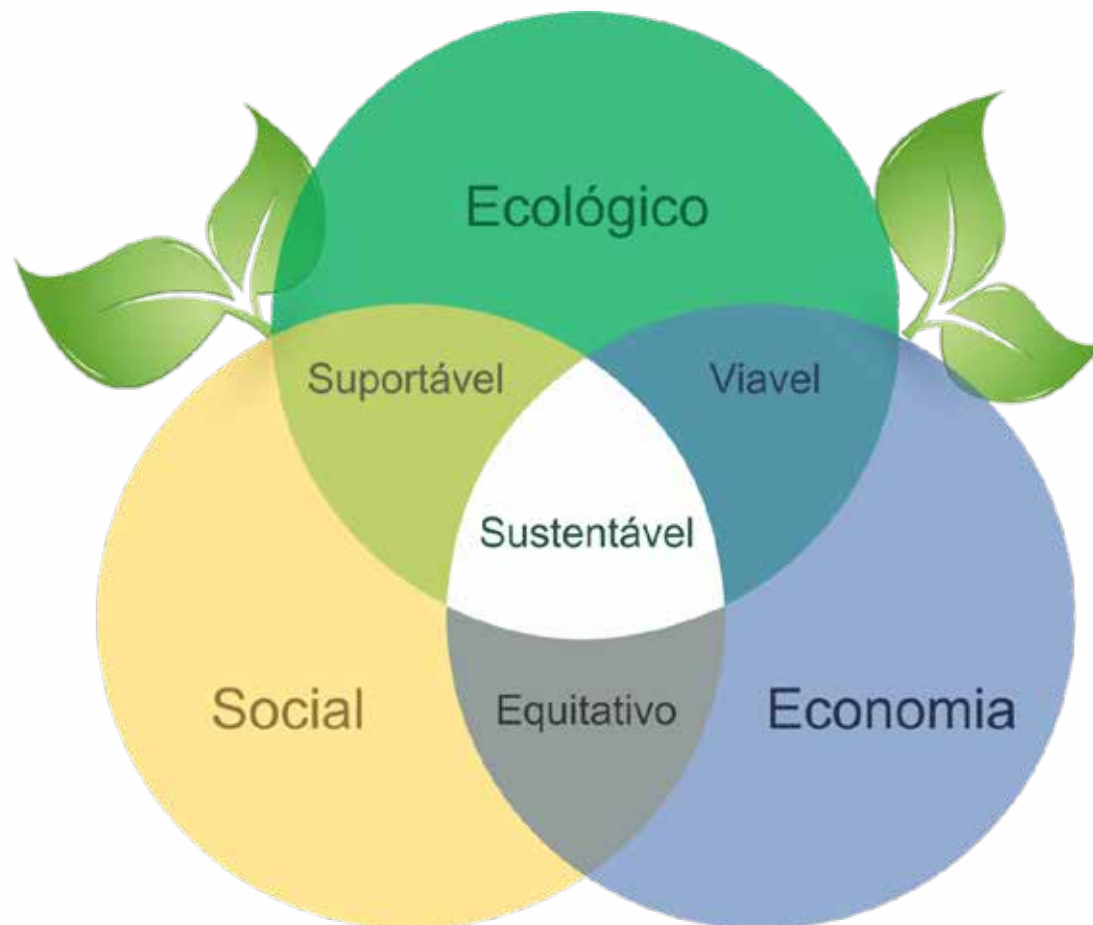 Ecológico
Suportável
Viavel
Sustentável
Social
Equitativo
Economia